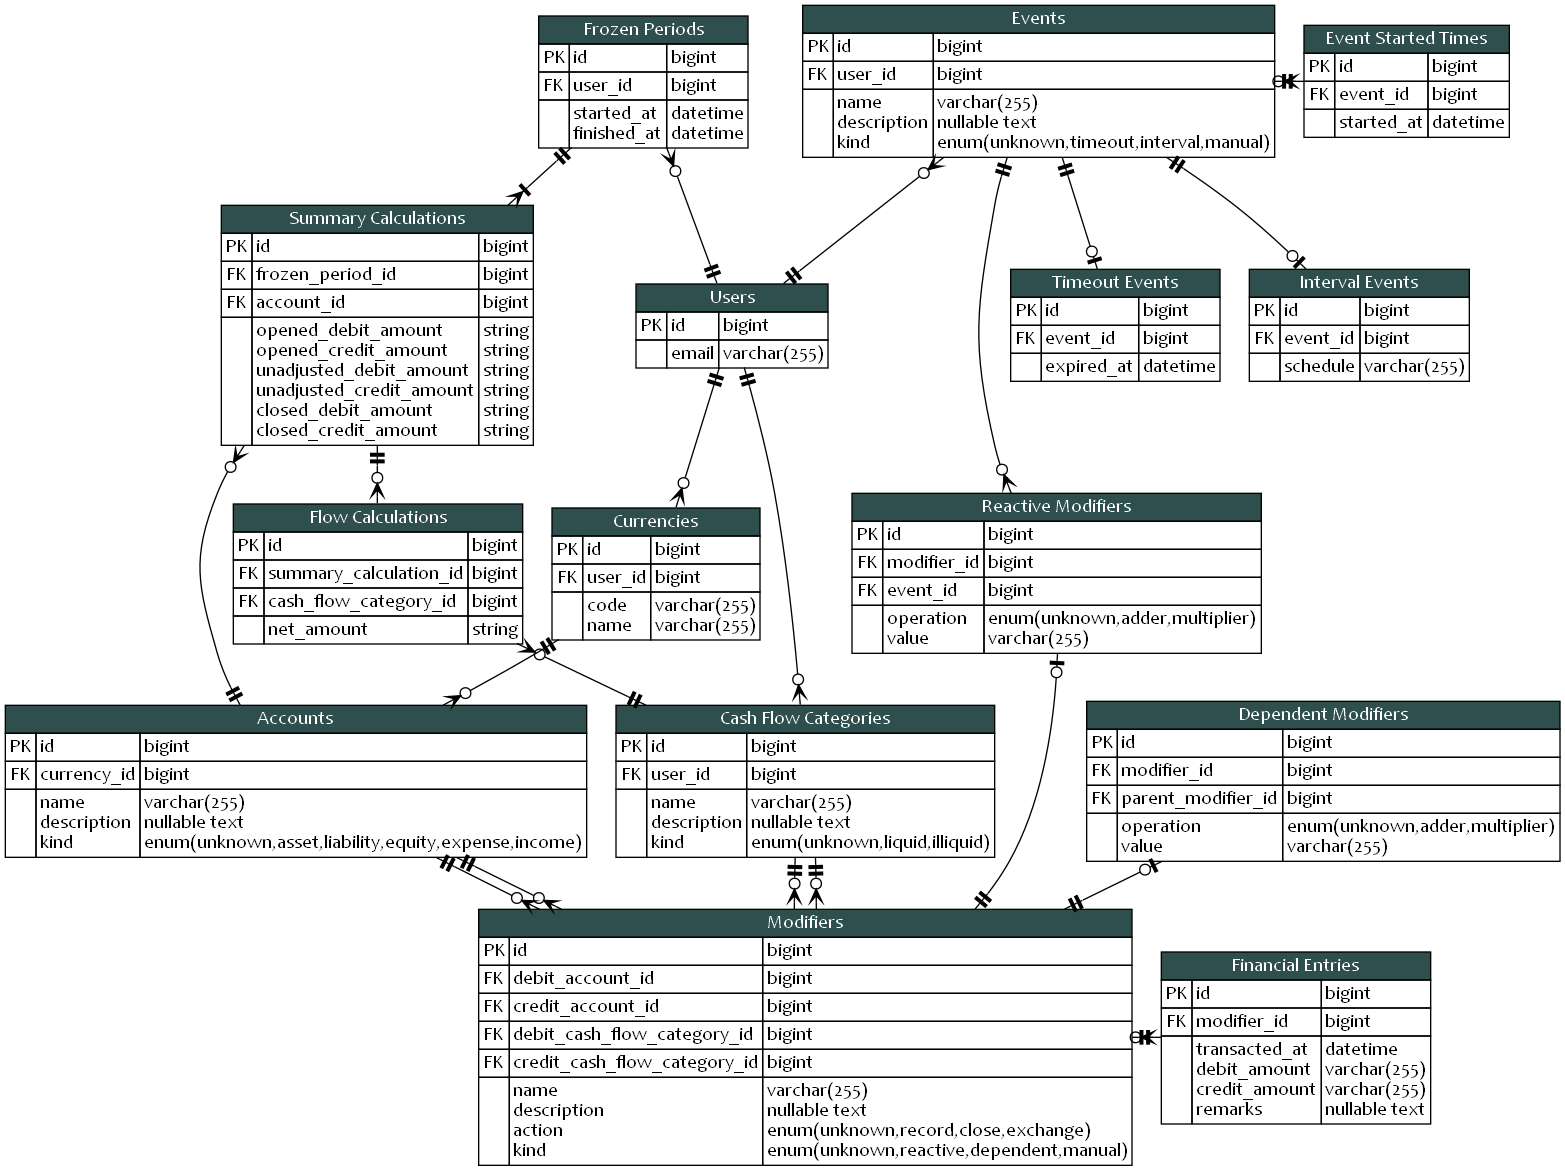 Frozen Periods
PK id bigint
FK user_id bigint
started_at datetime
finished_at datetime
Events
PK id bigint
FK user_id bigint
name varchar(255)
description nullable text
kind enum(unknown,timeout,interval,manual)
Event Started Times
PK id bigint
FK event_id bigint
started_at datetime
Summary Calculations
PK id bigint
FK frozen_period_id bigint
FK account_id bigint
opened_debit_amount string
opened_credit_amount string
unadjusted_debit_amount string
unadjusted_credit_amount string
closed_debit_amount string
closed_credit_amount string
Users
PK id bigint
email varchar(255)
Timeout Events
PK id bigint
FK event_id bigint
expired_at datetime
Interval Events
PK id bigint
FK event_id bigint
schedule varchar(255)
Flow Calculations
PK id bigint
FK summary_calculation_id bigint
FK cash_flow_category_id bigint
net_amount string
Currencies
PK id bigint
FK user_id bigint
code varchar(255)
name varchar(255)
Reactive Modifiers
PK id bigint
FK modifier_id bigint
FK event_id bigint
operation enum(unknown,adder,multiplier)
value varchar(255)
Accounts
PK id bigint
FK currency_id bigint
name varchar(255)
description nullable text
kind enum(unknown,asset,liability,equity,expense,income)
Cash Flow Categories
PK id bigint
FK user_id bigint
name varchar(255)
description nullable text
kind enum(unknown,liquid,illiquid)
Dependent Modifiers
PK id bigint
FK modifier_id bigint
FK parent_modifier_id bigint
operation enum(unknown,adder,multiplier)
value varchar(255)
Modifiers
PK id bigint
FK debit_account_id bigint
FK credit_account_id bigint
FK debit_cash_flow_category_id bigint
FK credit_cash_flow_category_id bigint
name varchar(255)
description nullable text
action enum(unknown,record,close,exchange)
kind enum(unknown,reactive,dependent,manual)
Financial Entries
PK id bigint
FK modifier_id bigint
transacted_at datetime
debit_amount varchar(255)
credit_amount varchar(255)
remarks nullable text